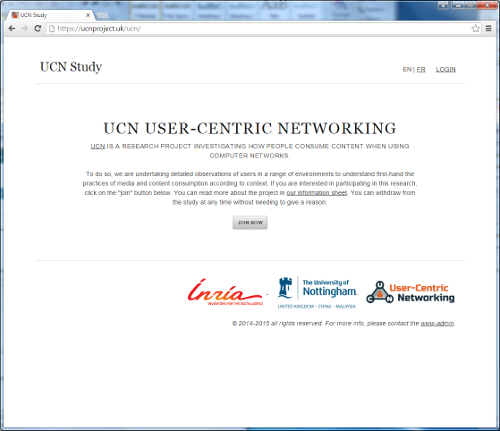 UCN Study
https://ucnproject.uk/ucn/
UCN Study
EN | FR LOGIN
UCN USER-CENTRIC NETWORKING
UCN IS A RESEARCH PROJECT INVESTIGATING HOW PEOPLE CONSUME CONTENT WHEN USING
COMPUTER NETWORKS.
To do so, we are undertaking detailed observations of users in a range of environments to understand first-hand the
practices of media and content consumption according to context. If you are interested in participating in this research,
click on the "join" button below. You can read more about the project in our information sheet. You can withdraw from
the study at any time without needing to give a reason.
JOIN NOW
Inria
INVENTORS FOR THE DIGITAL WORLD
The University of
Nottingham
UNITED KINGDOM • CHINA • MALAYSIA
User-Centric
Networking
© 2014-2015 all rights reserved. For more info, please contact the www-admin.